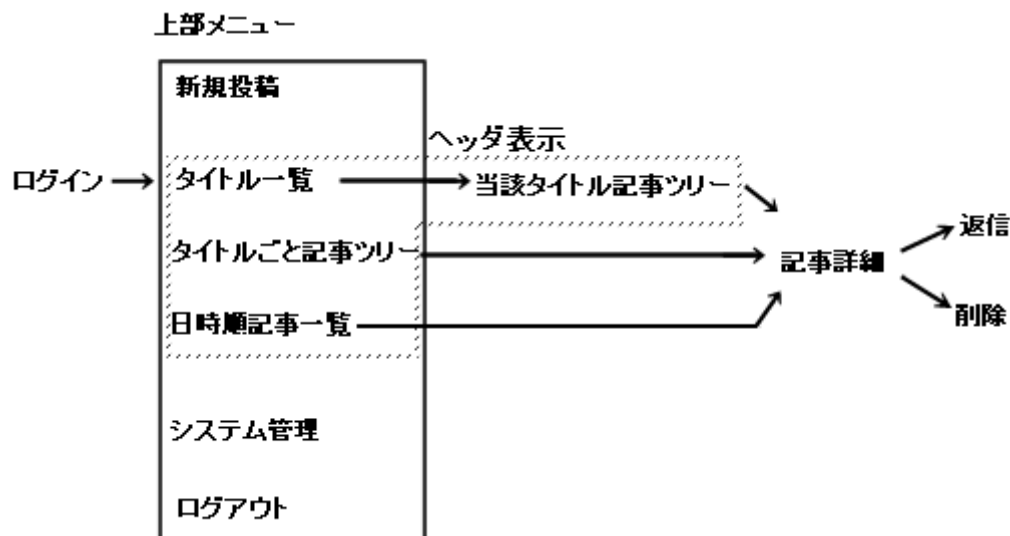 上部メニュー
新規投稿
ヘッダ表示
ログイン
タイトル一覧
当該タイトル記事ツリー
タイトルごと記事ツリー
記事詳細
返信
日時順記事一覧
削除
システム管理
ログアウト